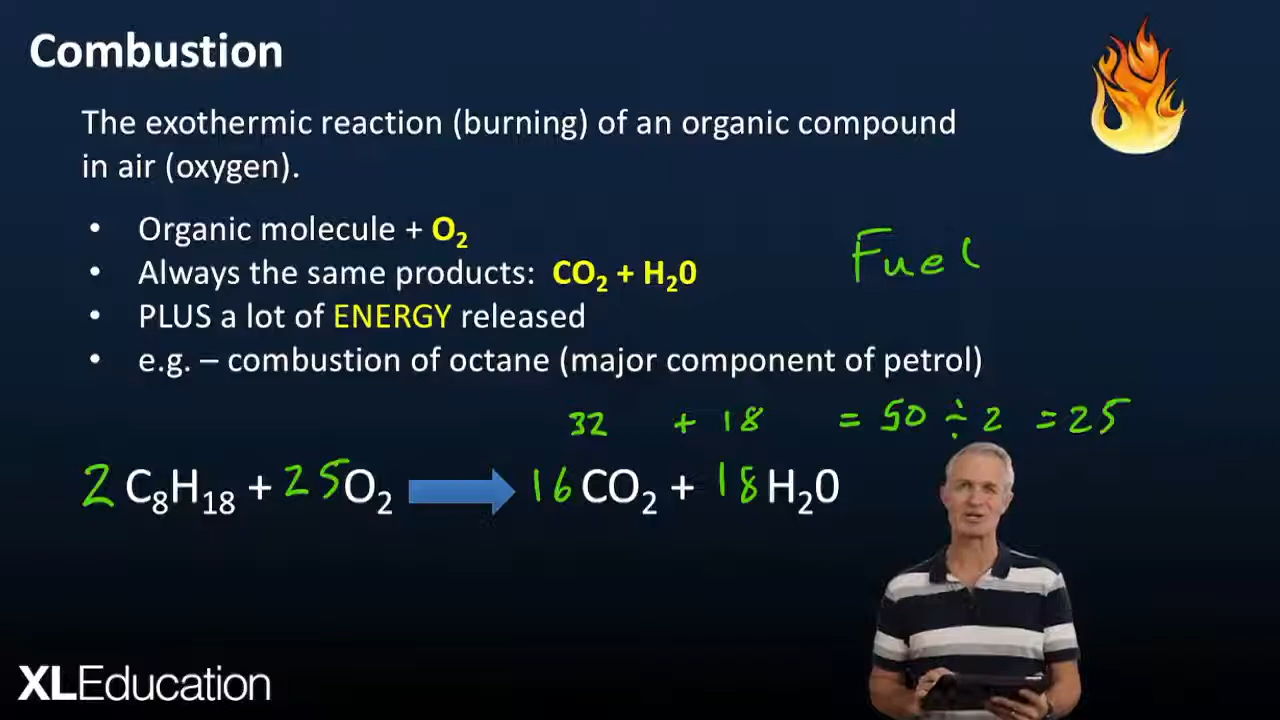 Combustion
The exothermic reaction (burning) of an organic compound
in air (oxygen).
• Organic molecule + O₂
• Always the same products: CO₂ + H₂0
Fuel
• PLUS a lot of ENERGY released
• e.g. – combustion of octane (major component of petrol)
32 + 18 = 50 ÷ 2 = 25
2 C₈H₁₈ + 25 O₂ 16 CO₂ + 18 H₂0
XLEducation